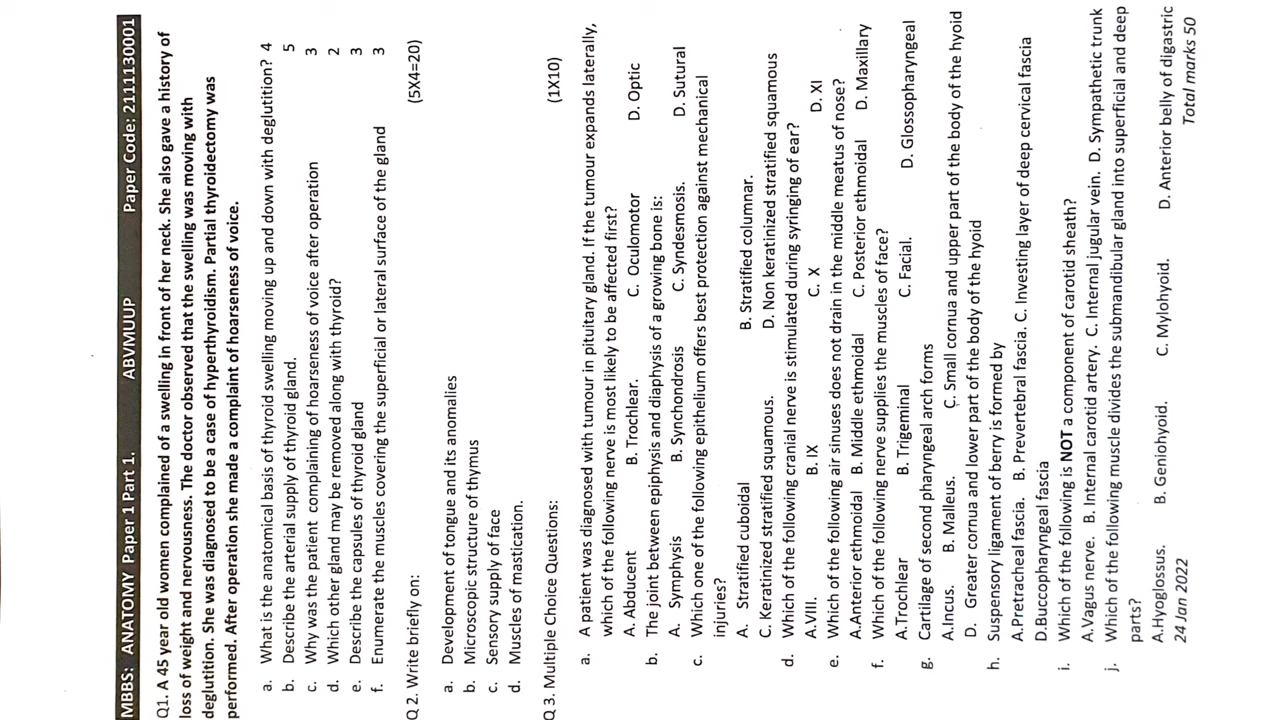 MBBS: ANATOMY Paper 1 Part 1. ABVMUUP Paper Code: 2111130001
Q1. A 45 year old women complained of a swelling in front of her neck. She also gave a history of
loss of weight and nervousness. The doctor observed that the swelling was moving with
deglutition. She was diagnosed to be a case of hyperthyroidism. Partial thyroidectomy was
performed. After operation she made a complaint of hoarseness of voice.
a. What is the anatomical basis of thyroid swelling moving up and down with deglutition? 4
b. Describe the arterial supply of thyroid gland. 5
c. Why was the patient complaining of hoarseness of voice after operation 3
d. Which other gland may be removed along with thyroid? 2
e. Describe the capsules of thyroid gland 3
f. Enumerate the muscles covering the superficial or lateral surface of the gland 3
Q 2. Write briefly on: (5X4=20)
a. Development of tongue and its anomalies
b. Microscopic structure of thymus
c. Sensory supply of face
d. Muscles of mastication.
Q 3. Multiple Choice Questions: (1X10)
a. A patient was diagnosed with tumour in pituitary gland. If the tumour expands laterally,
which of the following nerve is most likely to be affected first?
A. Abducent B. Trochlear. C. Oculomotor D. Optic
b. The joint between epiphysis and diaphysis of a growing bone is:
A. Symphysis B. Synchondrosis C. Syndesmosis. D. Sutural
c. Which one of the following epithelium offers best protection against mechanical
injuries?
A. Stratified cuboidal B. Stratified columnar.
C. Keratinized stratified squamous. D. Non keratinized stratified squamous
d. Which of the following cranial nerve is stimulated during syringing of ear?
A.VIII. B. IX C. X D. XI
e. Which of the following air sinuses does not drain in the middle meatus of nose?
A.Anterior ethmoidal B. Middle ethmoidal C. Posterior ethmoidal D. Maxillary
f. Which of the following nerve supplies the muscles of face?
A.Trochlear B. Trigeminal C. Facial. D. Glossopharyngeal
g. Cartilage of second pharyngeal arch forms
A.Incus. B. Malleus. C. Small cornua and upper part of the body of the hyoid
D. Greater cornua and lower part of the body of the hyoid
h. Suspensory ligament of berry is formed by
A.Pretracheal fascia. B. Prevertebral fascia. C. Investing layer of deep cervical fascia
D.Buccopharyngeal fascia
i. Which of the following is NOT a component of carotid sheath?
A.Vagus nerve. B. Internal carotid artery. C. Internal jugular vein. D. Sympathetic trunk
j. Which of the following muscle divides the submandibular gland into superficial and deep
parts?
A.Hyoglossus. B. Geniohyoid. C. Mylohyoid. D. Anterior belly of digastric
24 Jan 2022 Total marks 50